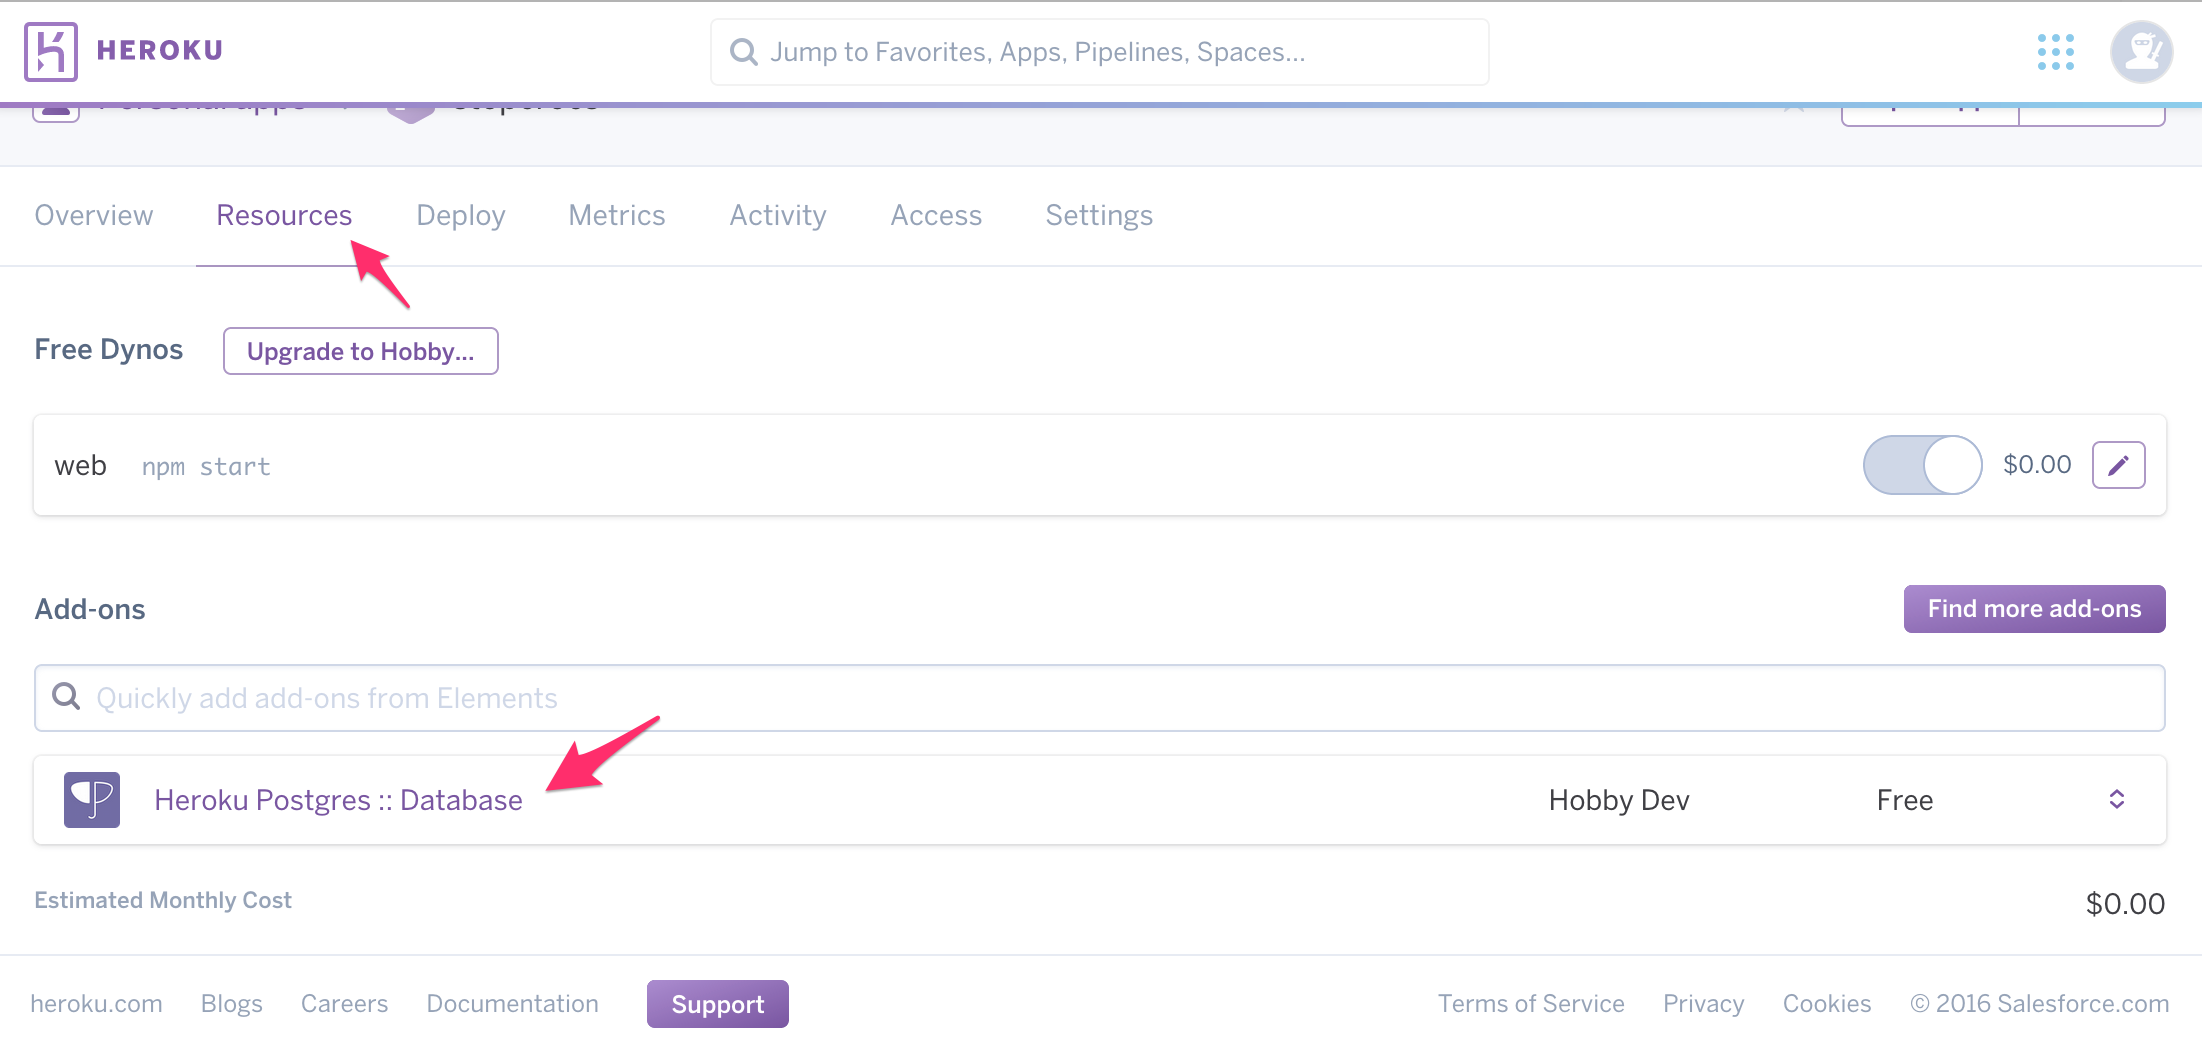 HEROKU
Jump to Favorites, Apps, Pipelines, Spaces...
Overview Resources Deploy Metrics Activity Access Settings
Free Dynos Upgrade to Hobby...
web npm start $0.00
Add-ons Find more add-ons
Quickly add add-ons from Elements
Heroku Postgres :: Database Hobby Dev Free
Estimated Monthly Cost $0.00
heroku.com Blogs Careers Documentation Support Terms of Service Privacy Cookies © 2016 Salesforce.com